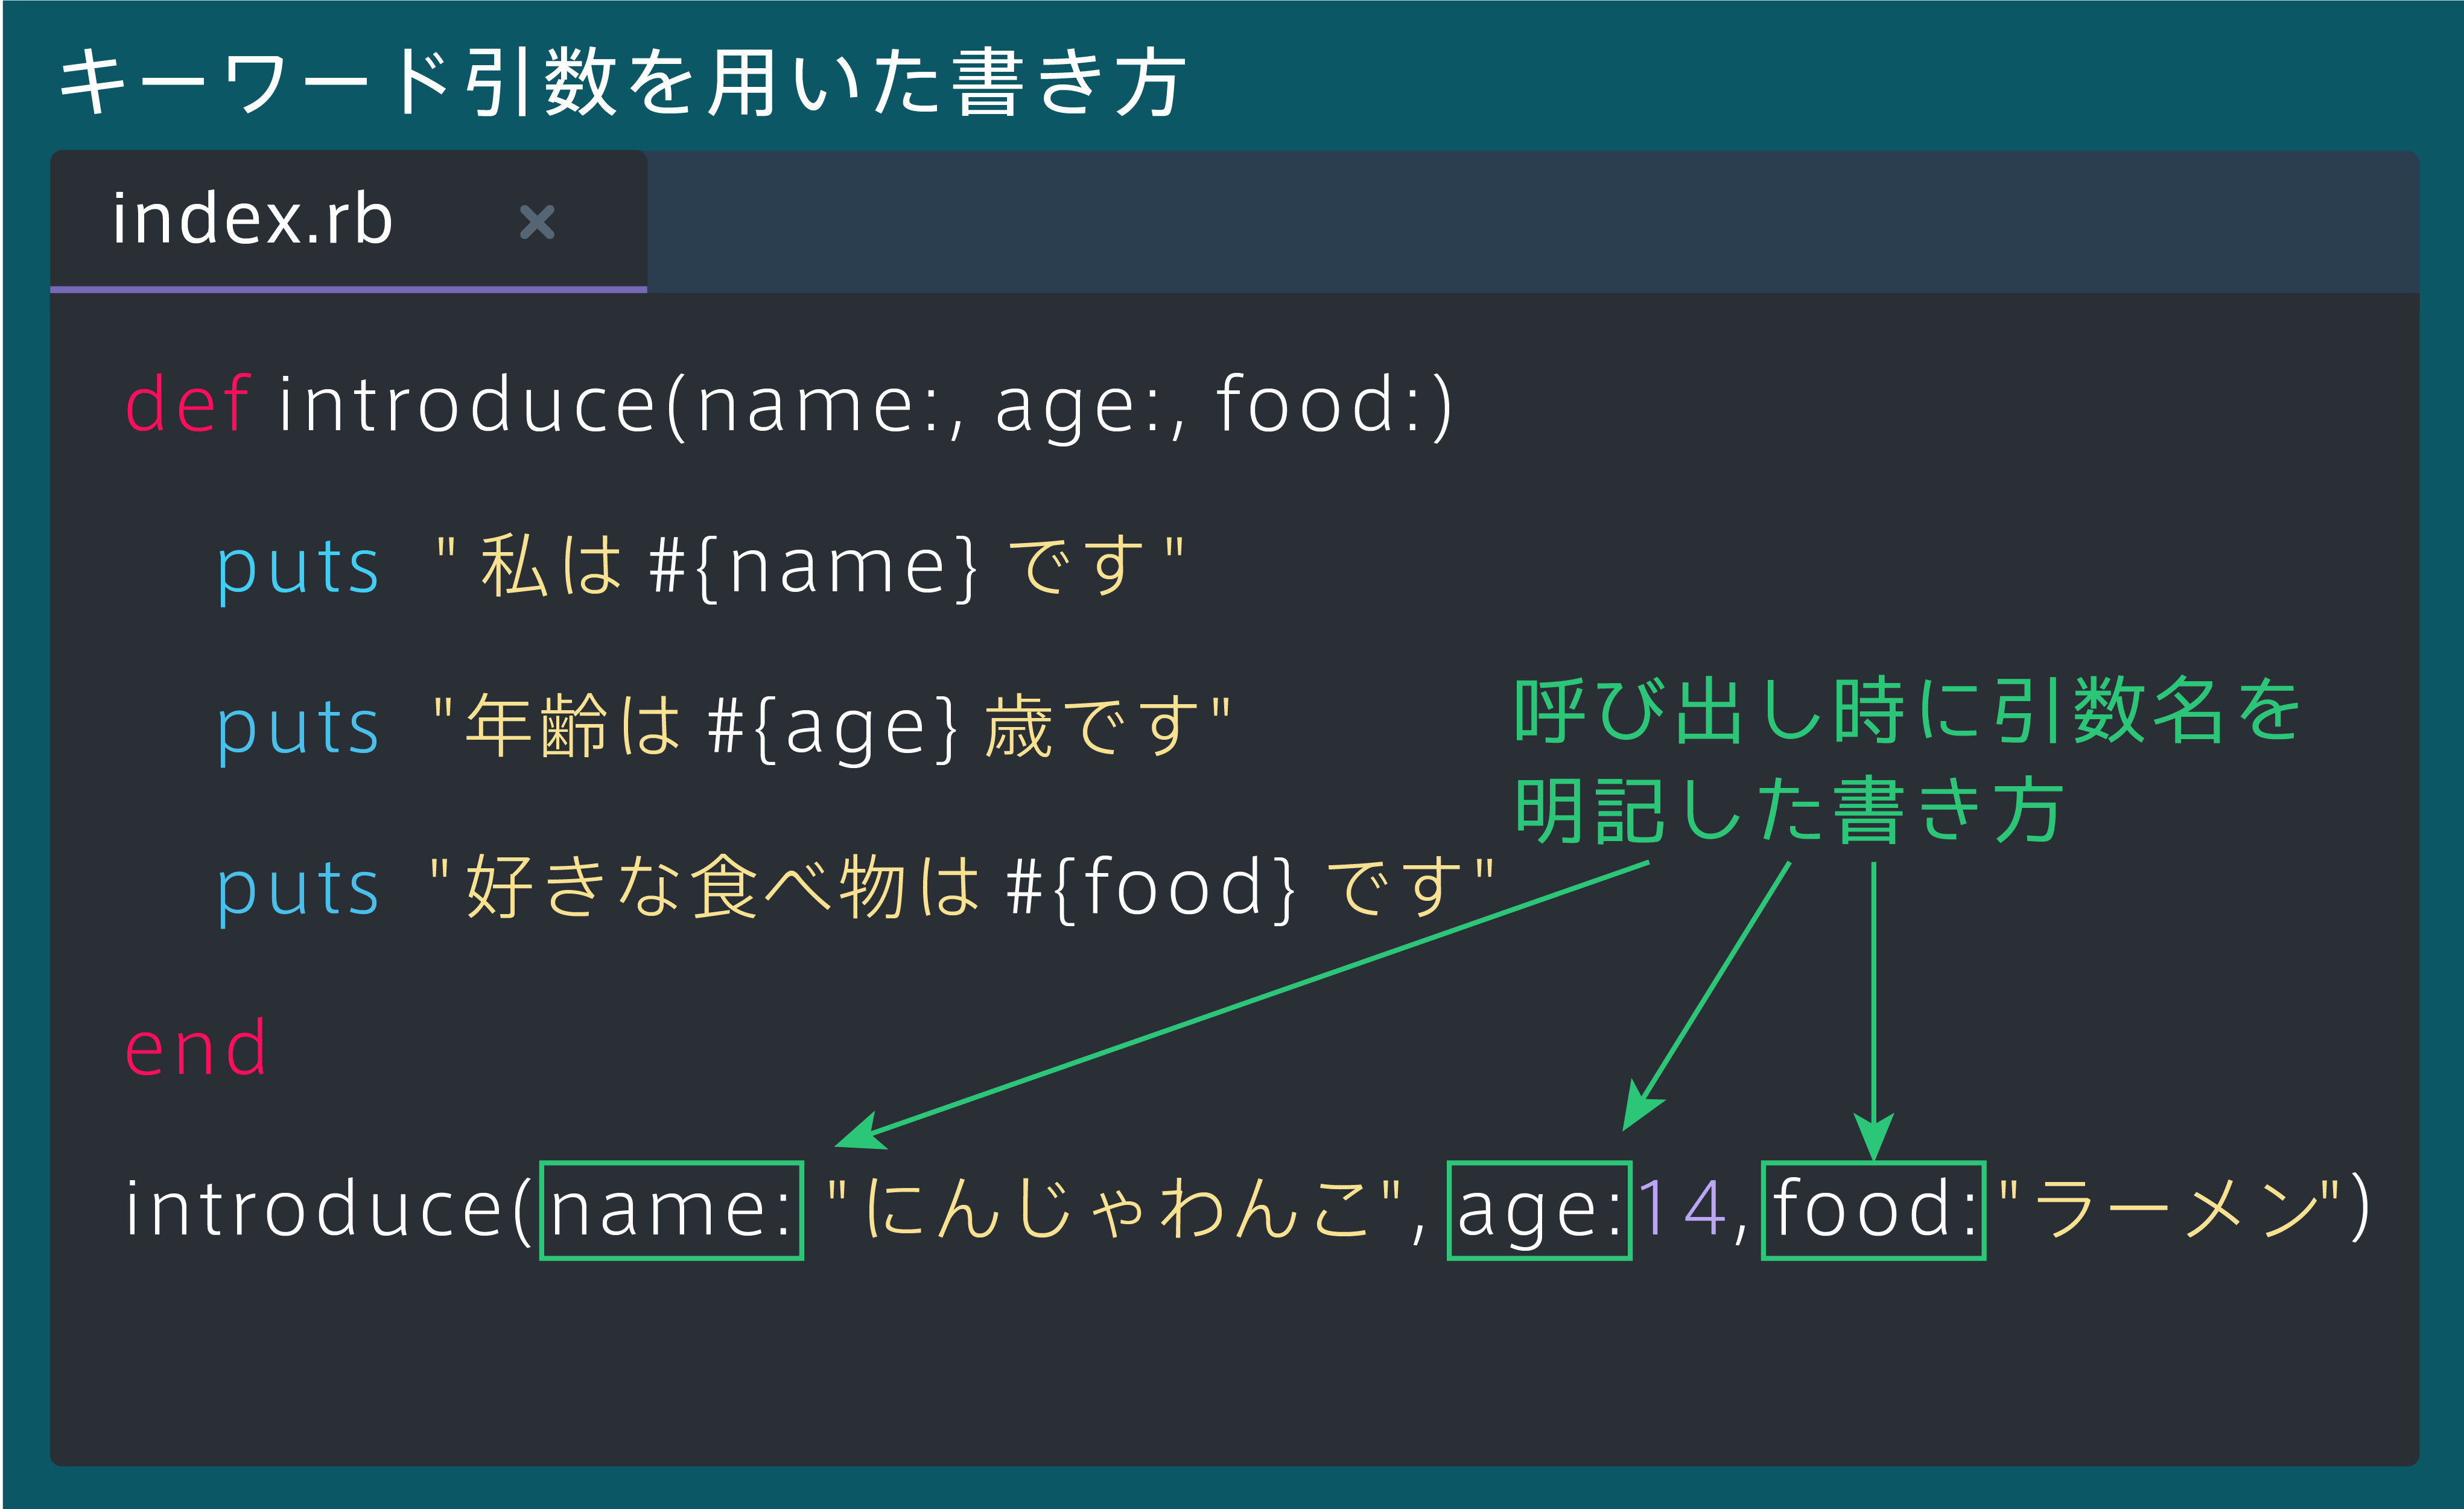 キーワード引数を用いた書き方
index.rb ×
def introduce(name:, age:, food:)
puts "私は #{name} です"
puts "年齢は #{age} 歳です"
呼び出し時に引数名を
明記した書き方
puts "好きな食べ物は #{food} です"
end
introduce(name: "にんじゃわんこ", age:14, food:"ラーメン")